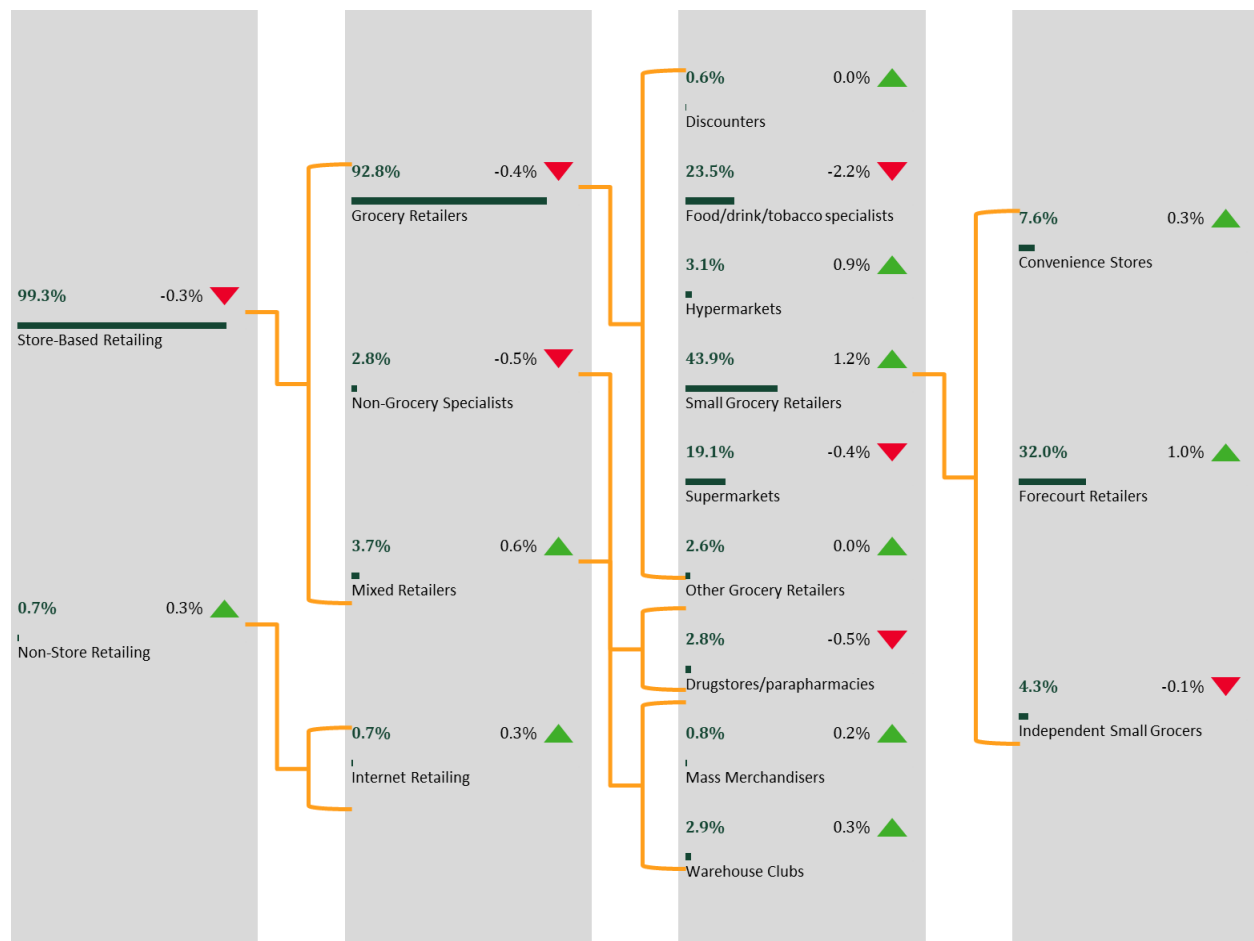 99.3% -0.3%
Store-Based Retailing
0.7% 0.3%
Non-Store Retailing
92.8% -0.4%
Grocery Retailers
2.8% -0.5%
Non-Grocery Specialists
3.7% 0.6%
Mixed Retailers
0.7% 0.3%
Internet Retailing
0.6% 0.0%
Discounters
23.5% -2.2%
Food/drink/tobacco specialists
3.1% 0.9%
Hypermarkets
43.9% 1.2%
Small Grocery Retailers
19.1% -0.4%
Supermarkets
2.6% 0.0%
Other Grocery Retailers
2.8% -0.5%
Drugstores/parapharmacies
0.8% 0.2%
Mass Merchandisers
2.9% 0.3%
Warehouse Clubs
7.6% 0.3%
Convenience Stores
32.0% 1.0%
Forecourt Retailers
4.3% -0.1%
Independent Small Grocers